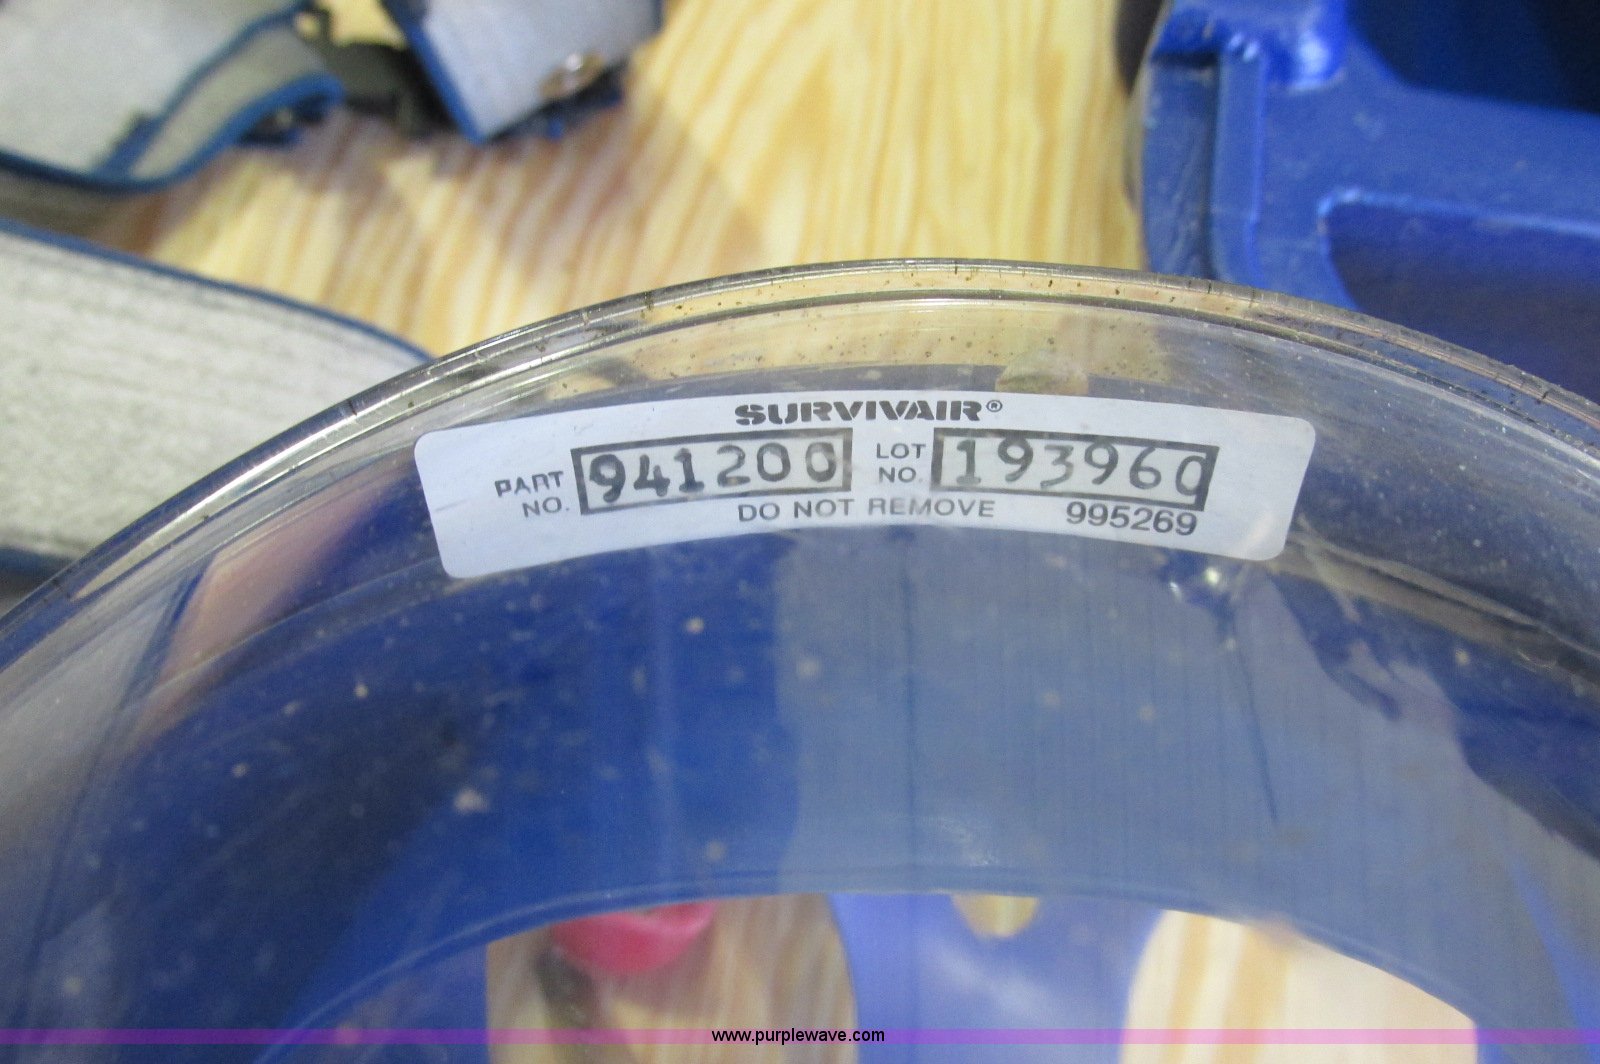 SURVIVAIR®
PART NO. 941200 LOT NO. 193960
DO NOT REMOVE 995269
www.purplewave.com